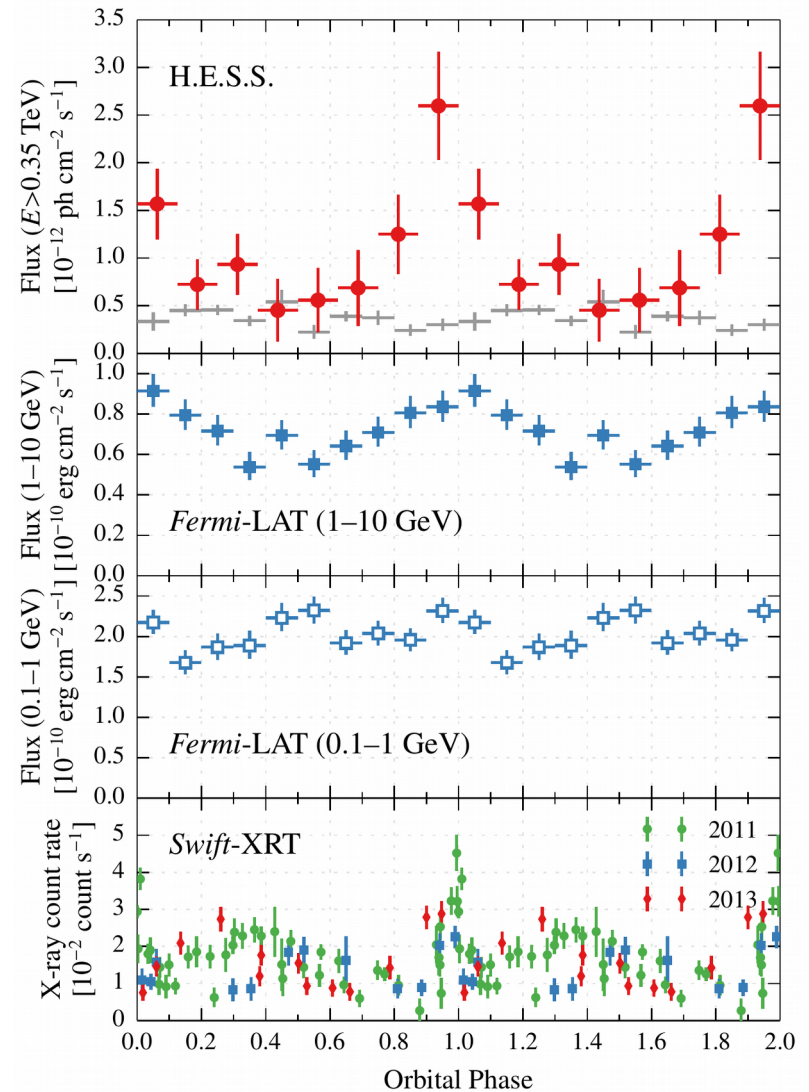 H.E.S.S.
Flux (E>0.35 TeV)
[10⁻¹² ph cm⁻² s⁻¹]
3.5
3.0
2.5
2.0
1.5
1.0
0.5
0.0
Flux (1–10 GeV)
[10⁻¹⁰ erg cm⁻² s⁻¹]
1.0
0.8
0.6
0.4
0.2
0.0
Fermi-LAT (1–10 GeV)
Flux (0.1–1 GeV)
[10⁻¹⁰ erg cm⁻² s⁻¹]
2.5
2.0
1.5
1.0
0.5
0.0
Fermi-LAT (0.1–1 GeV)
X-ray count rate
[10⁻² count s⁻¹]
5
4
3
2
1
0
Swift-XRT
2011
2012
2013
0.0 0.2 0.4 0.6 0.8 1.0 1.2 1.4 1.6 1.8 2.0
Orbital Phase